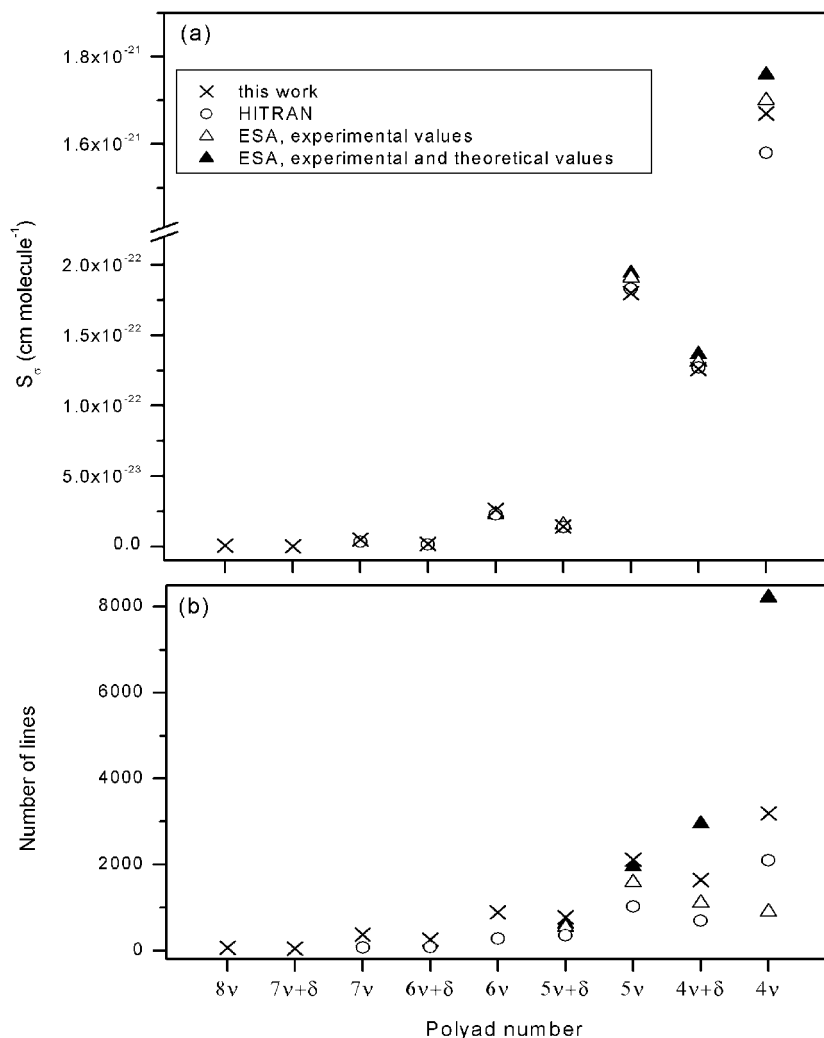 (a)
1.8x10⁻²¹
1.6x10⁻²¹
× this work
○ HITRAN
△ ESA, experimental values
▲ ESA, experimental and theoretical values
2.0x10⁻²²
1.5x10⁻²²
1.0x10⁻²²
5.0x10⁻²³
0.0
S_σ (cm molecule⁻¹)
(b)
8000
6000
4000
2000
0
Number of lines
8ν 7ν+δ 7ν 6ν+δ 6ν 5ν+δ 5ν 4ν+δ 4ν
Polyad number